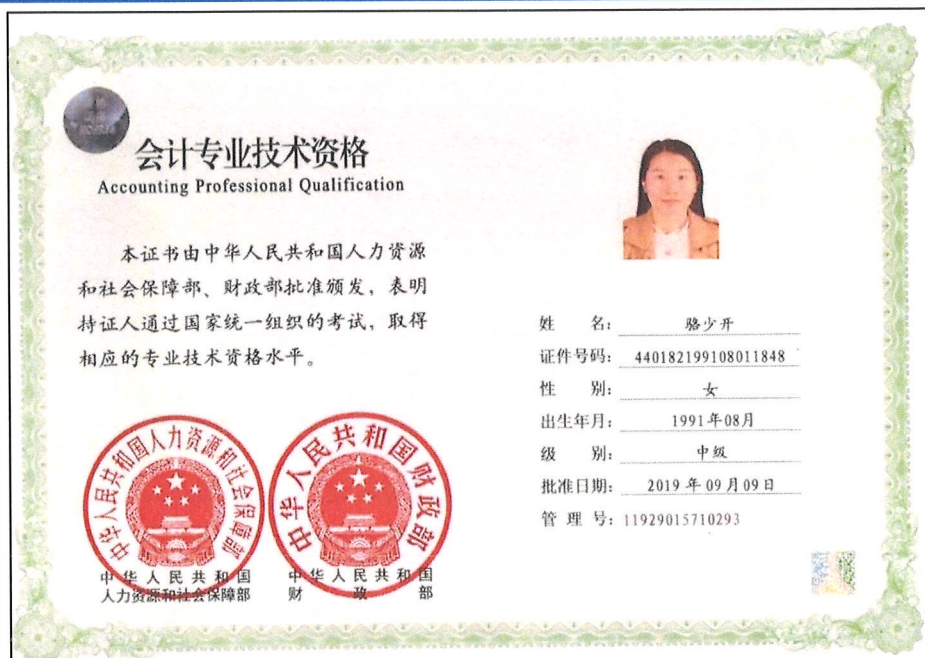 会计专业技术资格
Accounting Professional Qualification
本证书由中华人民共和国人力资源
和社会保障部、财政部批准颁发，表明
持证人通过国家统一组织的考试，取得
相应的专业技术资格水平。
姓 名： 骆少开
证件号码： 440182199108011848
性 别： 女
出生年月： 1991年08月
级 别： 中级
批准日期： 2019年09月09日
管 理 号：11929015710293
中华人民共和国人力资源和社会保障部
中华人民共和国财政部
中华人民共和国
人力资源和社会保障部
中华人民共和国
财 政 部